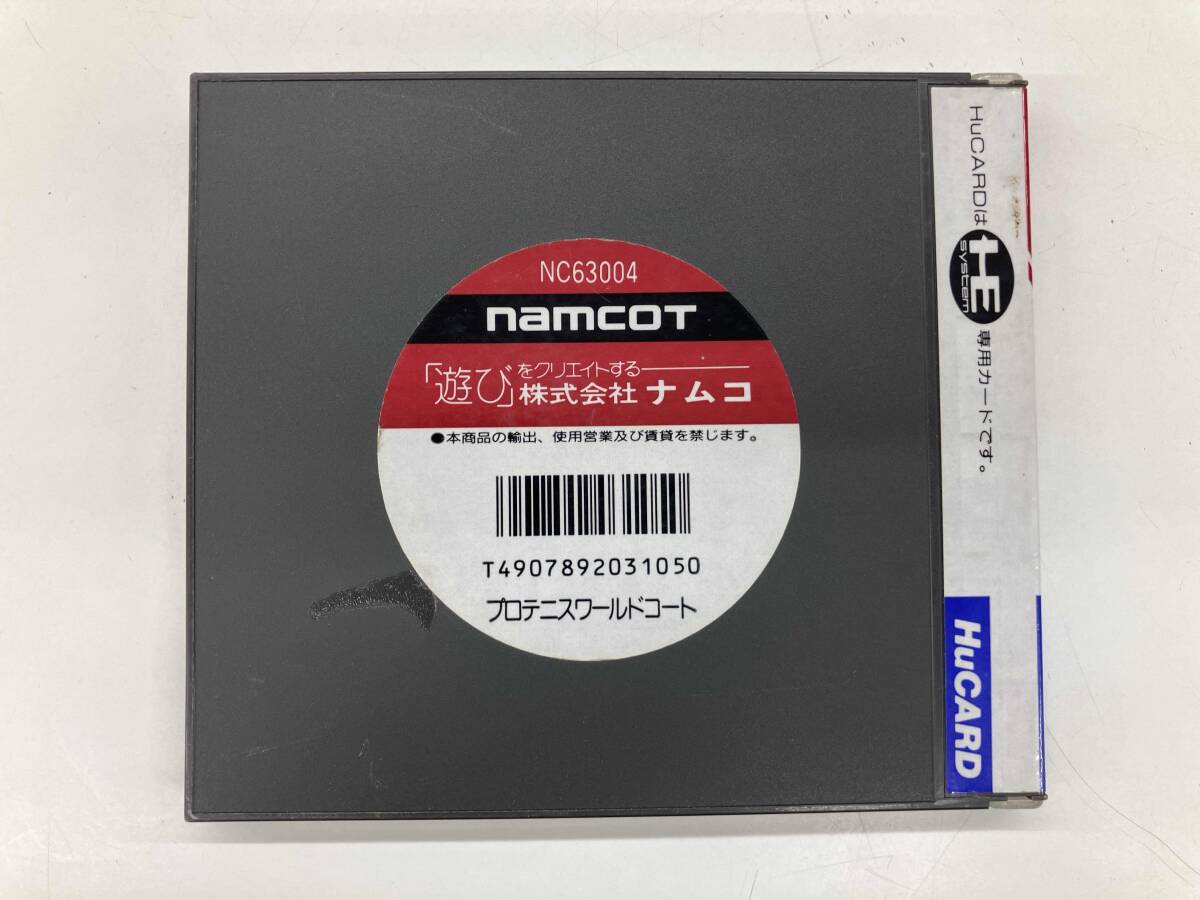 NC63004
namcoT
「遊び」をクリエイトする
株式会社 ナムコ
●本商品の輸出、使用営業及び賃貸を禁じます。
T4907892031050
プロテニスワールドコート
HuCARDは HE system 専用カードです。
HuCARD